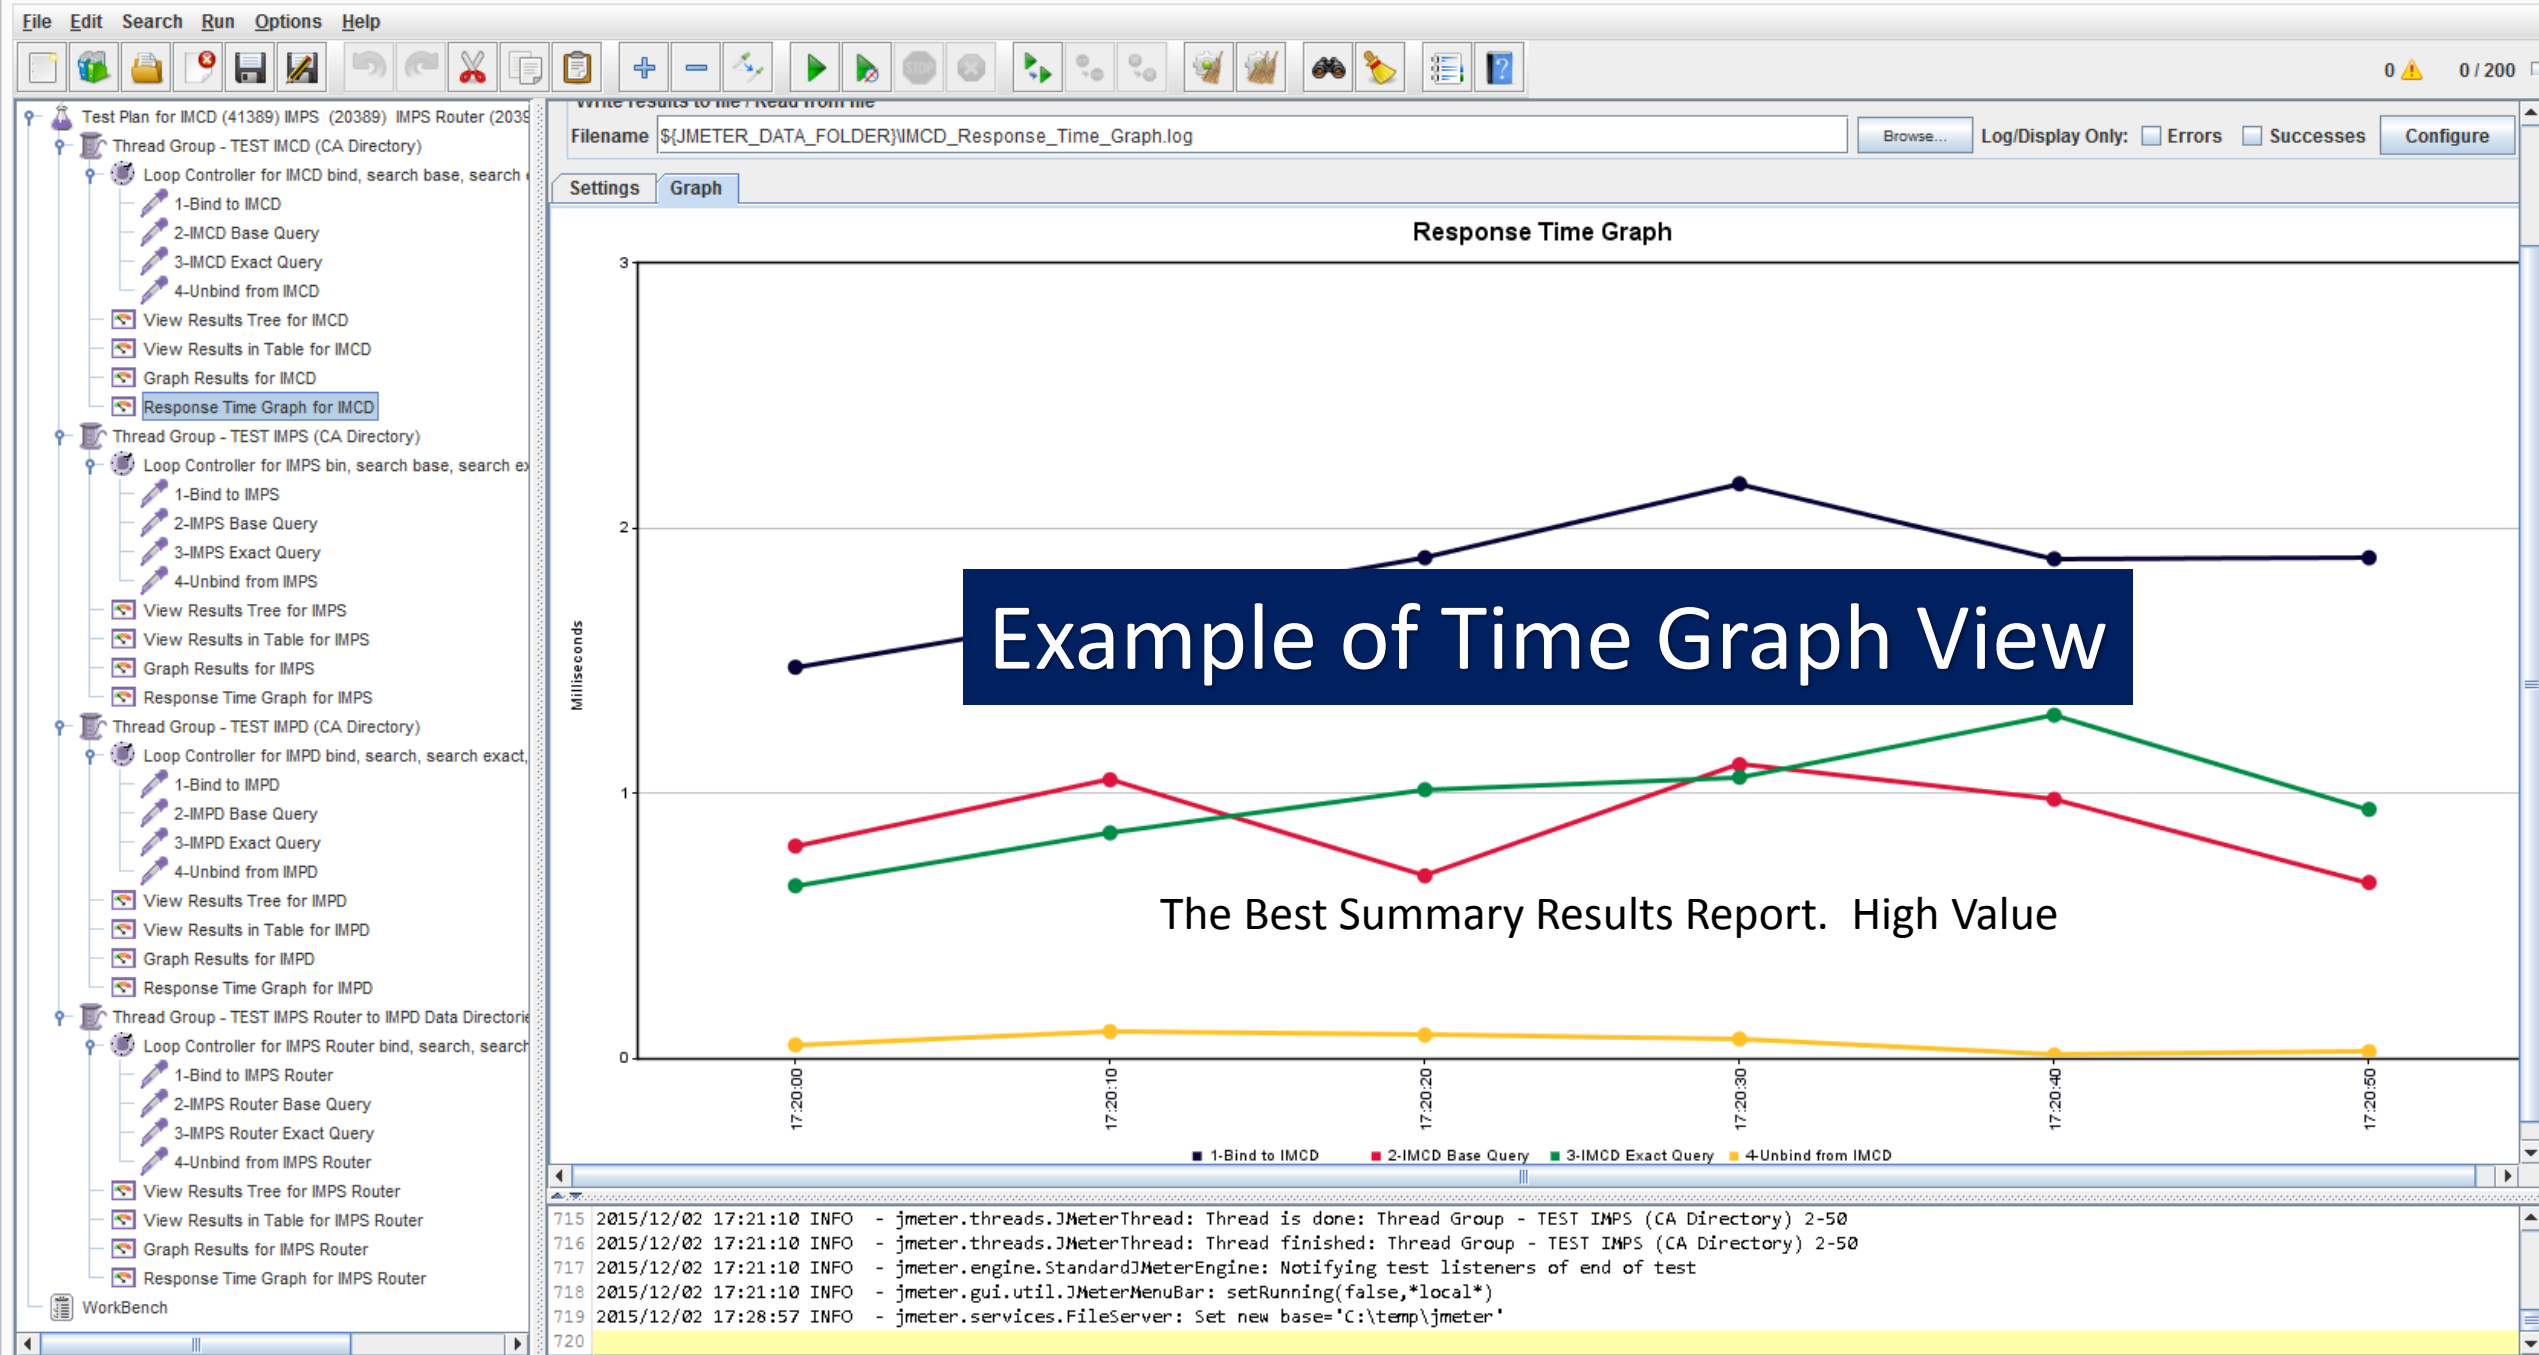 File Edit Search Run Options Help
STOP
0 0 / 200
Test Plan for IMCD (41389) IMPS (20389) IMPS Router (2039
Thread Group - TEST IMCD (CA Directory)
Loop Controller for IMCD bind, search base, search
1-Bind to IMCD
2-IMCD Base Query
3-IMCD Exact Query
4-Unbind from IMCD
View Results Tree for IMCD
View Results in Table for IMCD
Graph Results for IMCD
Response Time Graph for IMCD
Thread Group - TEST IMPS (CA Directory)
Loop Controller for IMPS bin, search base, search ex
1-Bind to IMPS
2-IMPS Base Query
3-IMPS Exact Query
4-Unbind from IMPS
View Results Tree for IMPS
View Results in Table for IMPS
Graph Results for IMPS
Response Time Graph for IMPS
Thread Group - TEST IMPD (CA Directory)
Loop Controller for IMPD bind, search, search exact,
1-Bind to IMPD
2-IMPD Base Query
3-IMPD Exact Query
4-Unbind from IMPD
View Results Tree for IMPD
View Results in Table for IMPD
Graph Results for IMPD
Response Time Graph for IMPD
Thread Group - TEST IMPS Router to IMPD Data Directorie
Loop Controller for IMPS Router bind, search, search
1-Bind to IMPS Router
2-IMPS Router Base Query
3-IMPS Router Exact Query
4-Unbind from IMPS Router
View Results Tree for IMPS Router
View Results in Table for IMPS Router
Graph Results for IMPS Router
Response Time Graph for IMPS Router
WorkBench
Write results to file / Read from file
Filename ${JMETER_DATA_FOLDER}\IMCD_Response_Time_Graph.log Browse... Log/Display Only: Errors Successes Configure
Settings Graph
Response Time Graph
3
2
1
0
Milliseconds
Example of Time Graph View
The Best Summary Results Report. High Value
17:20:00 17:20:10 17:20:20 17:20:30 17:20:40 17:20:50
1-Bind to IMCD 2-IMCD Base Query 3-IMCD Exact Query 4-Unbind from IMCD
715 2015/12/02 17:21:10 INFO - jmeter.threads.JMeterThread: Thread is done: Thread Group - TEST IMPS (CA Directory) 2-50
716 2015/12/02 17:21:10 INFO - jmeter.threads.JMeterThread: Thread finished: Thread Group - TEST IMPS (CA Directory) 2-50
717 2015/12/02 17:21:10 INFO - jmeter.engine.StandardJMeterEngine: Notifying test listeners of end of test
718 2015/12/02 17:21:10 INFO - jmeter.gui.util.JMeterMenuBar: setRunning(false,*local*)
719 2015/12/02 17:28:57 INFO - jmeter.services.FileServer: Set new base='C:\temp\jmeter'
720